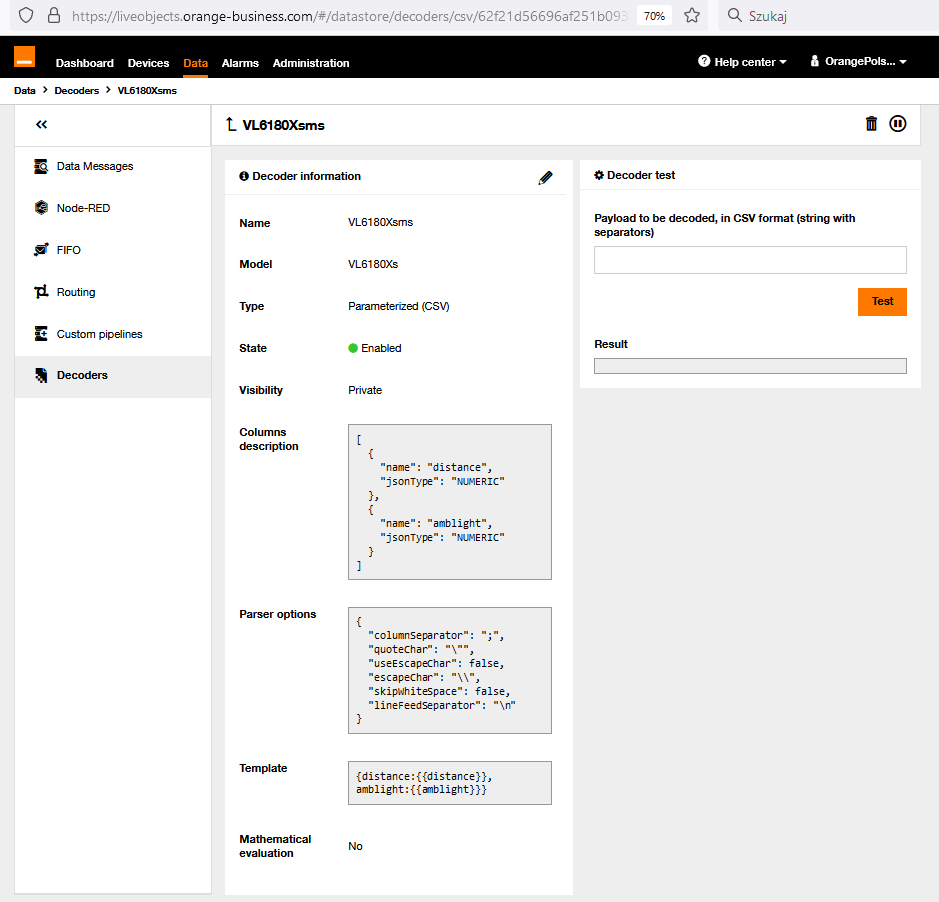 https://liveobjects.orange-business.com/#/datastore/decoders/csv/62f21d56696af251b093
70%
Szukaj
Dashboard Devices Data Alarms Administration
Help center
OrangePols...
Data > Decoders > VL6180Xsms
«
VL6180Xsms
Data Messages
Node-RED
FIFO
Routing
Custom pipelines
Decoders
Decoder information
Name VL6180Xsms
Model VL6180Xs
Type Parameterized (CSV)
State Enabled
Visibility Private
Columns
description
[
{
"name": "distance",
"jsonType": "NUMERIC"
},
{
"name": "amblight",
"jsonType": "NUMERIC"
}
]
Parser options
{
"columnSeparator": ";",
"quoteChar": "\"",
"useEscapeChar": false,
"escapeChar": "\\",
"skipWhiteSpace": false,
"lineFeedSeparator": "\n"
}
Template
{distance:{{distance}},
amblight:{{amblight}}}
Mathematical
evaluation
No
Decoder test
Payload to be decoded, in CSV format (string with
separators)
Test
Result